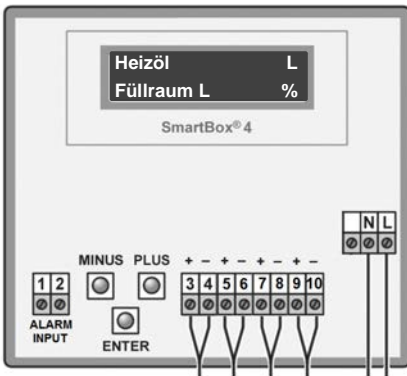 Heizöl L
Füllraum L %
SmartBox® 4
N L
MINUS PLUS + − + − + − + −
1 2 3 4 5 6 7 8 9 10
ALARM
INPUT
ENTER